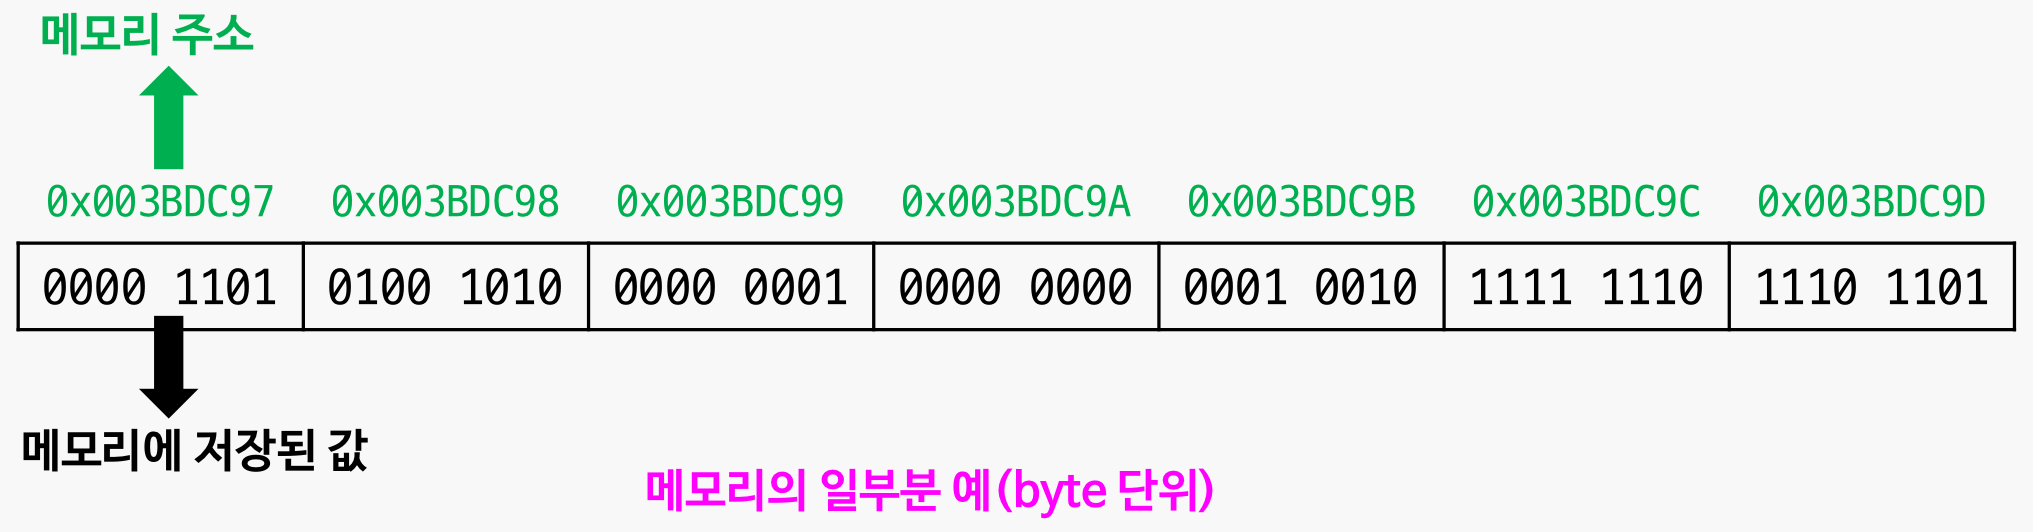 메모리 주소
0x003BDC97 0x003BDC98 0x003BDC99 0x003BDC9A 0x003BDC9B 0x003BDC9C 0x003BDC9D
0000 1101 0100 1010 0000 0001 0000 0000 0001 0010 1111 1110 1110 1101
메모리에 저장된 값
메모리의 일부분 예(byte 단위)